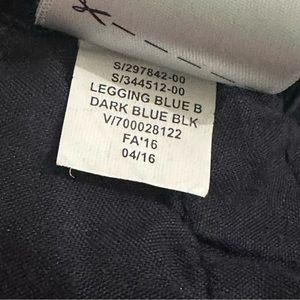 S/297842-00
S/344512-00
LEGGING BLUE B
DARK BLUE BLK
V/700028122
FA'16
04/16